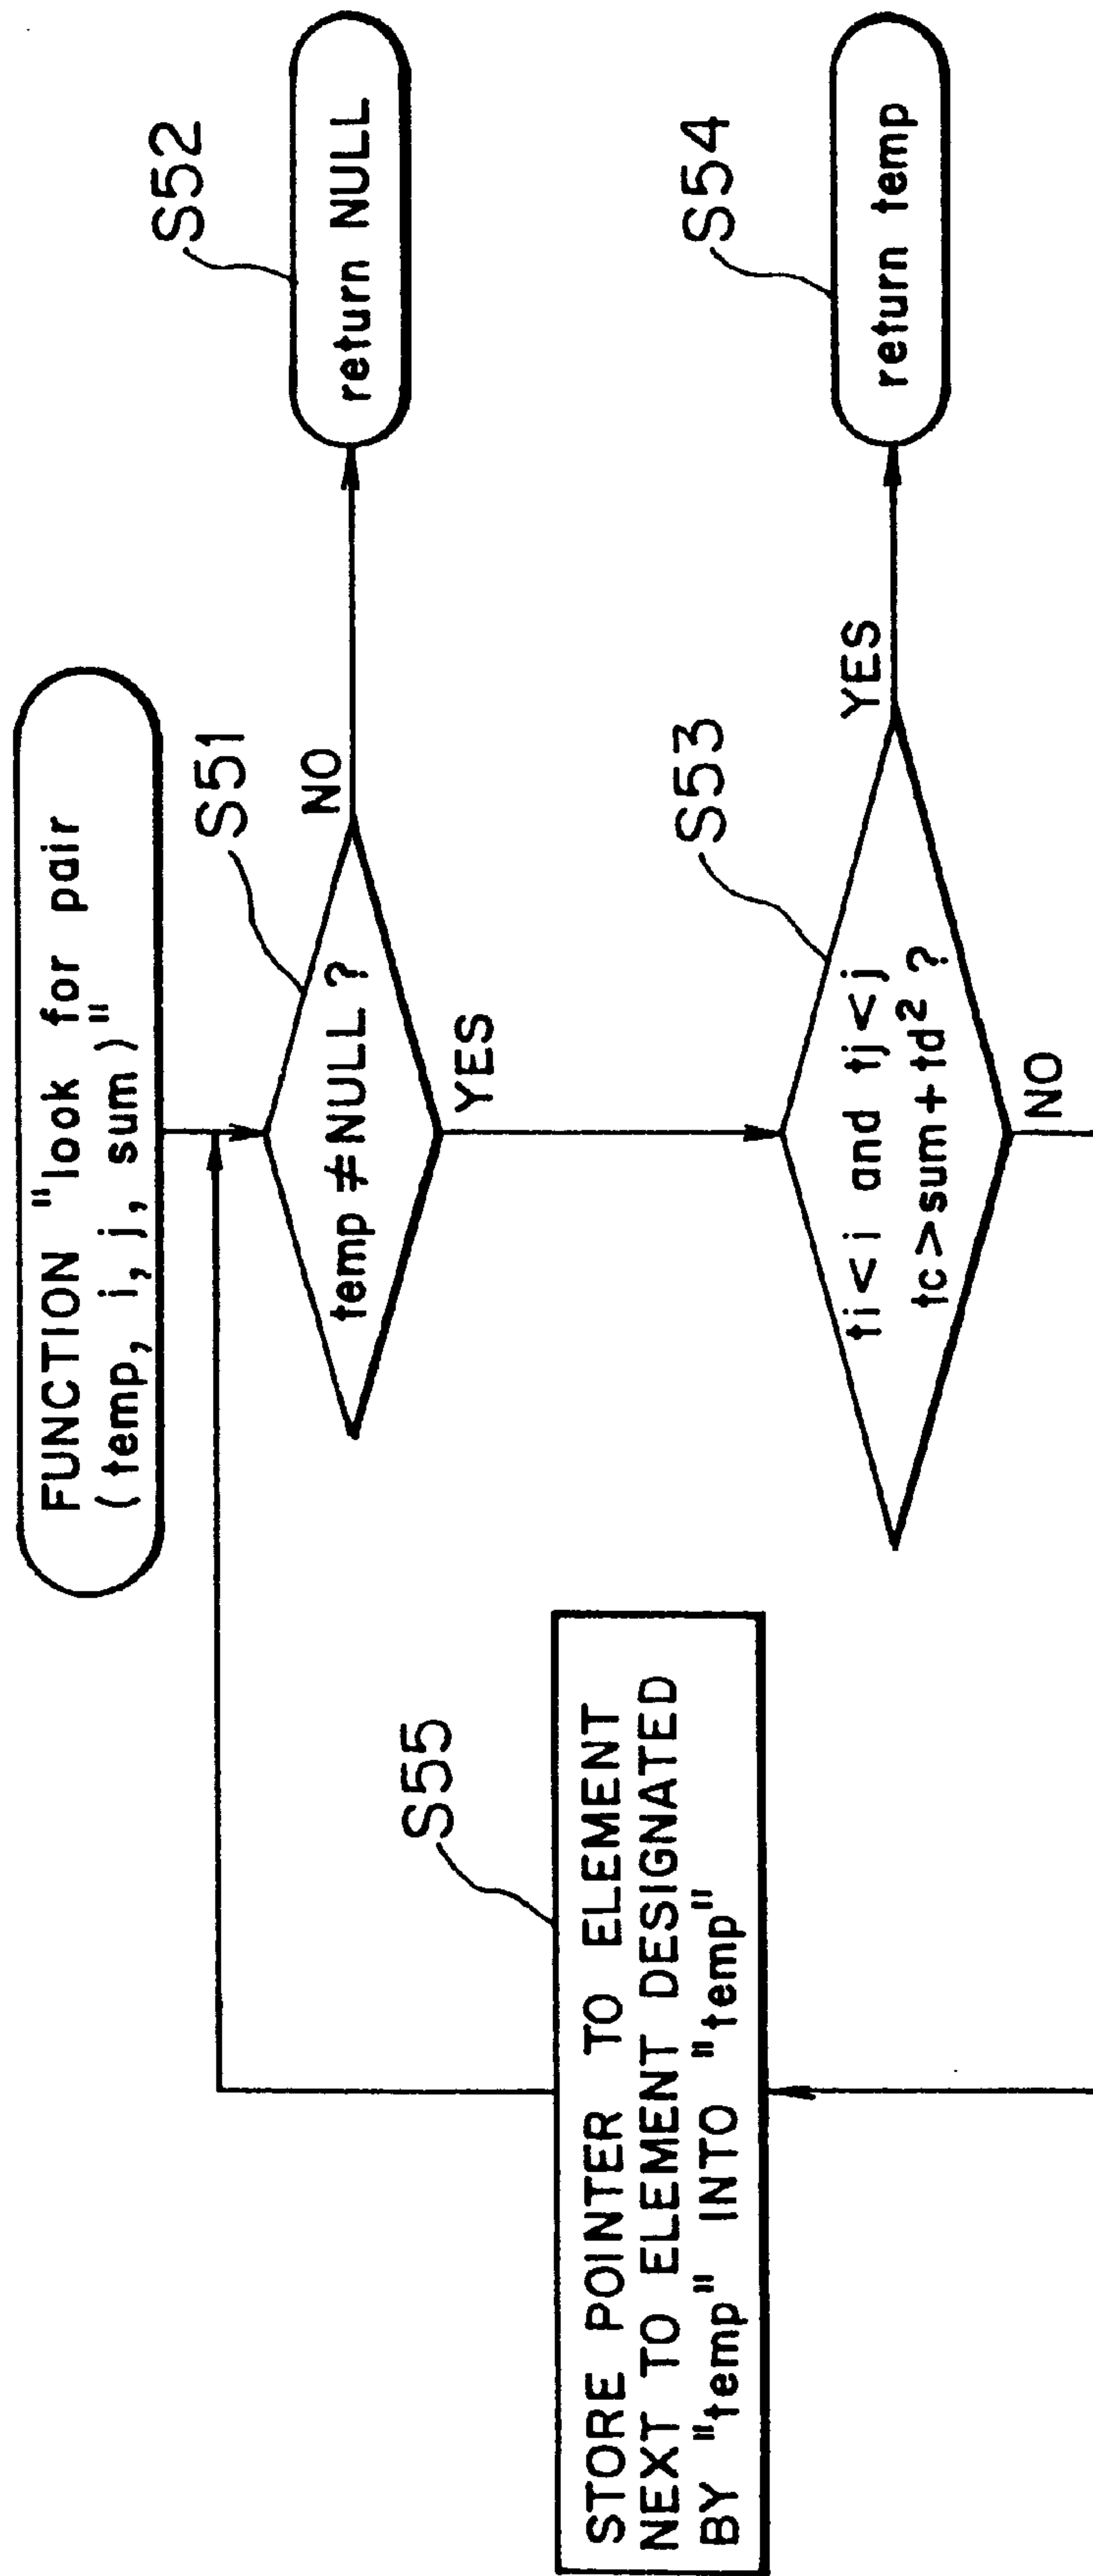 FUNCTION "look for pair
(temp, i, j, sum)"
S51
temp ≠ NULL ?
NO
S52
return NULL
YES
S53
ti < i and tj < j
tc > sum + td² ?
YES
S54
return temp
NO
S55
STORE POINTER TO ELEMENT
NEXT TO ELEMENT DESIGNATED
BY "temp" INTO "temp"